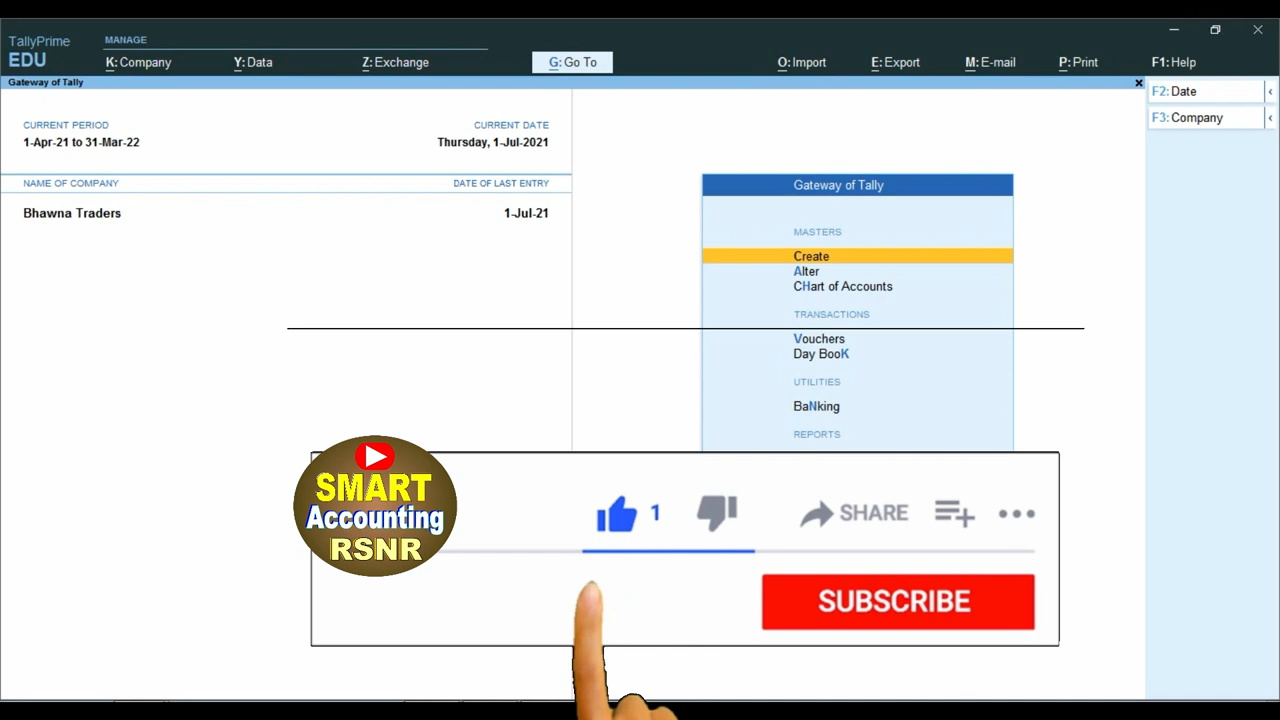 TallyPrime
EDU
MANAGE
K: Company
Y: Data
Z: Exchange
G: Go To
O: Import
E: Export
M: E-mail
P: Print
F1: Help
Gateway of Tally
F2: Date
F3: Company
CURRENT PERIOD
CURRENT DATE
1-Apr-21 to 31-Mar-22
Thursday, 1-Jul-2021
NAME OF COMPANY
DATE OF LAST ENTRY
Bhawna Traders
1-Jul-21
Gateway of Tally
MASTERS
Create
Alter
CHart of Accounts
TRANSACTIONS
Vouchers
Day BooK
UTILITIES
BaNking
REPORTS
SMART
Accounting
RSNR
1
SHARE
SUBSCRIBE